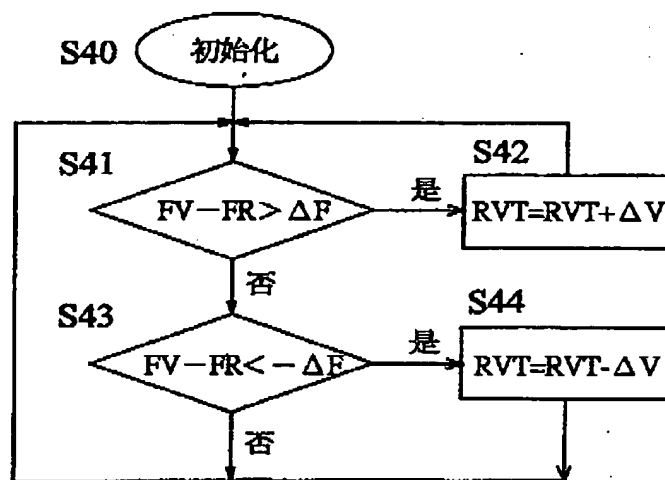 S40
初始化
S41
FV－FR＞ΔF
是
S42
RVT=RVT+ΔV
否
S43
FV－FR＜－ΔF
是
S44
RVT=RVT-ΔV
否